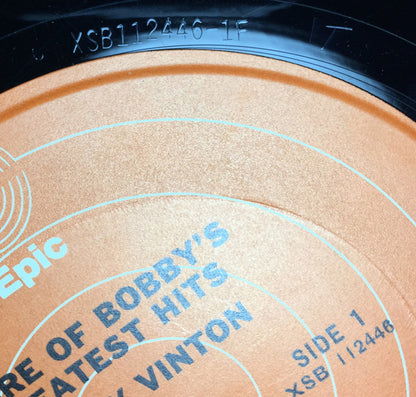 XSB112446-1F
Epic
RE OF BOBBY'S
EATEST HITS
VINTON
SIDE 1
XSB 112446